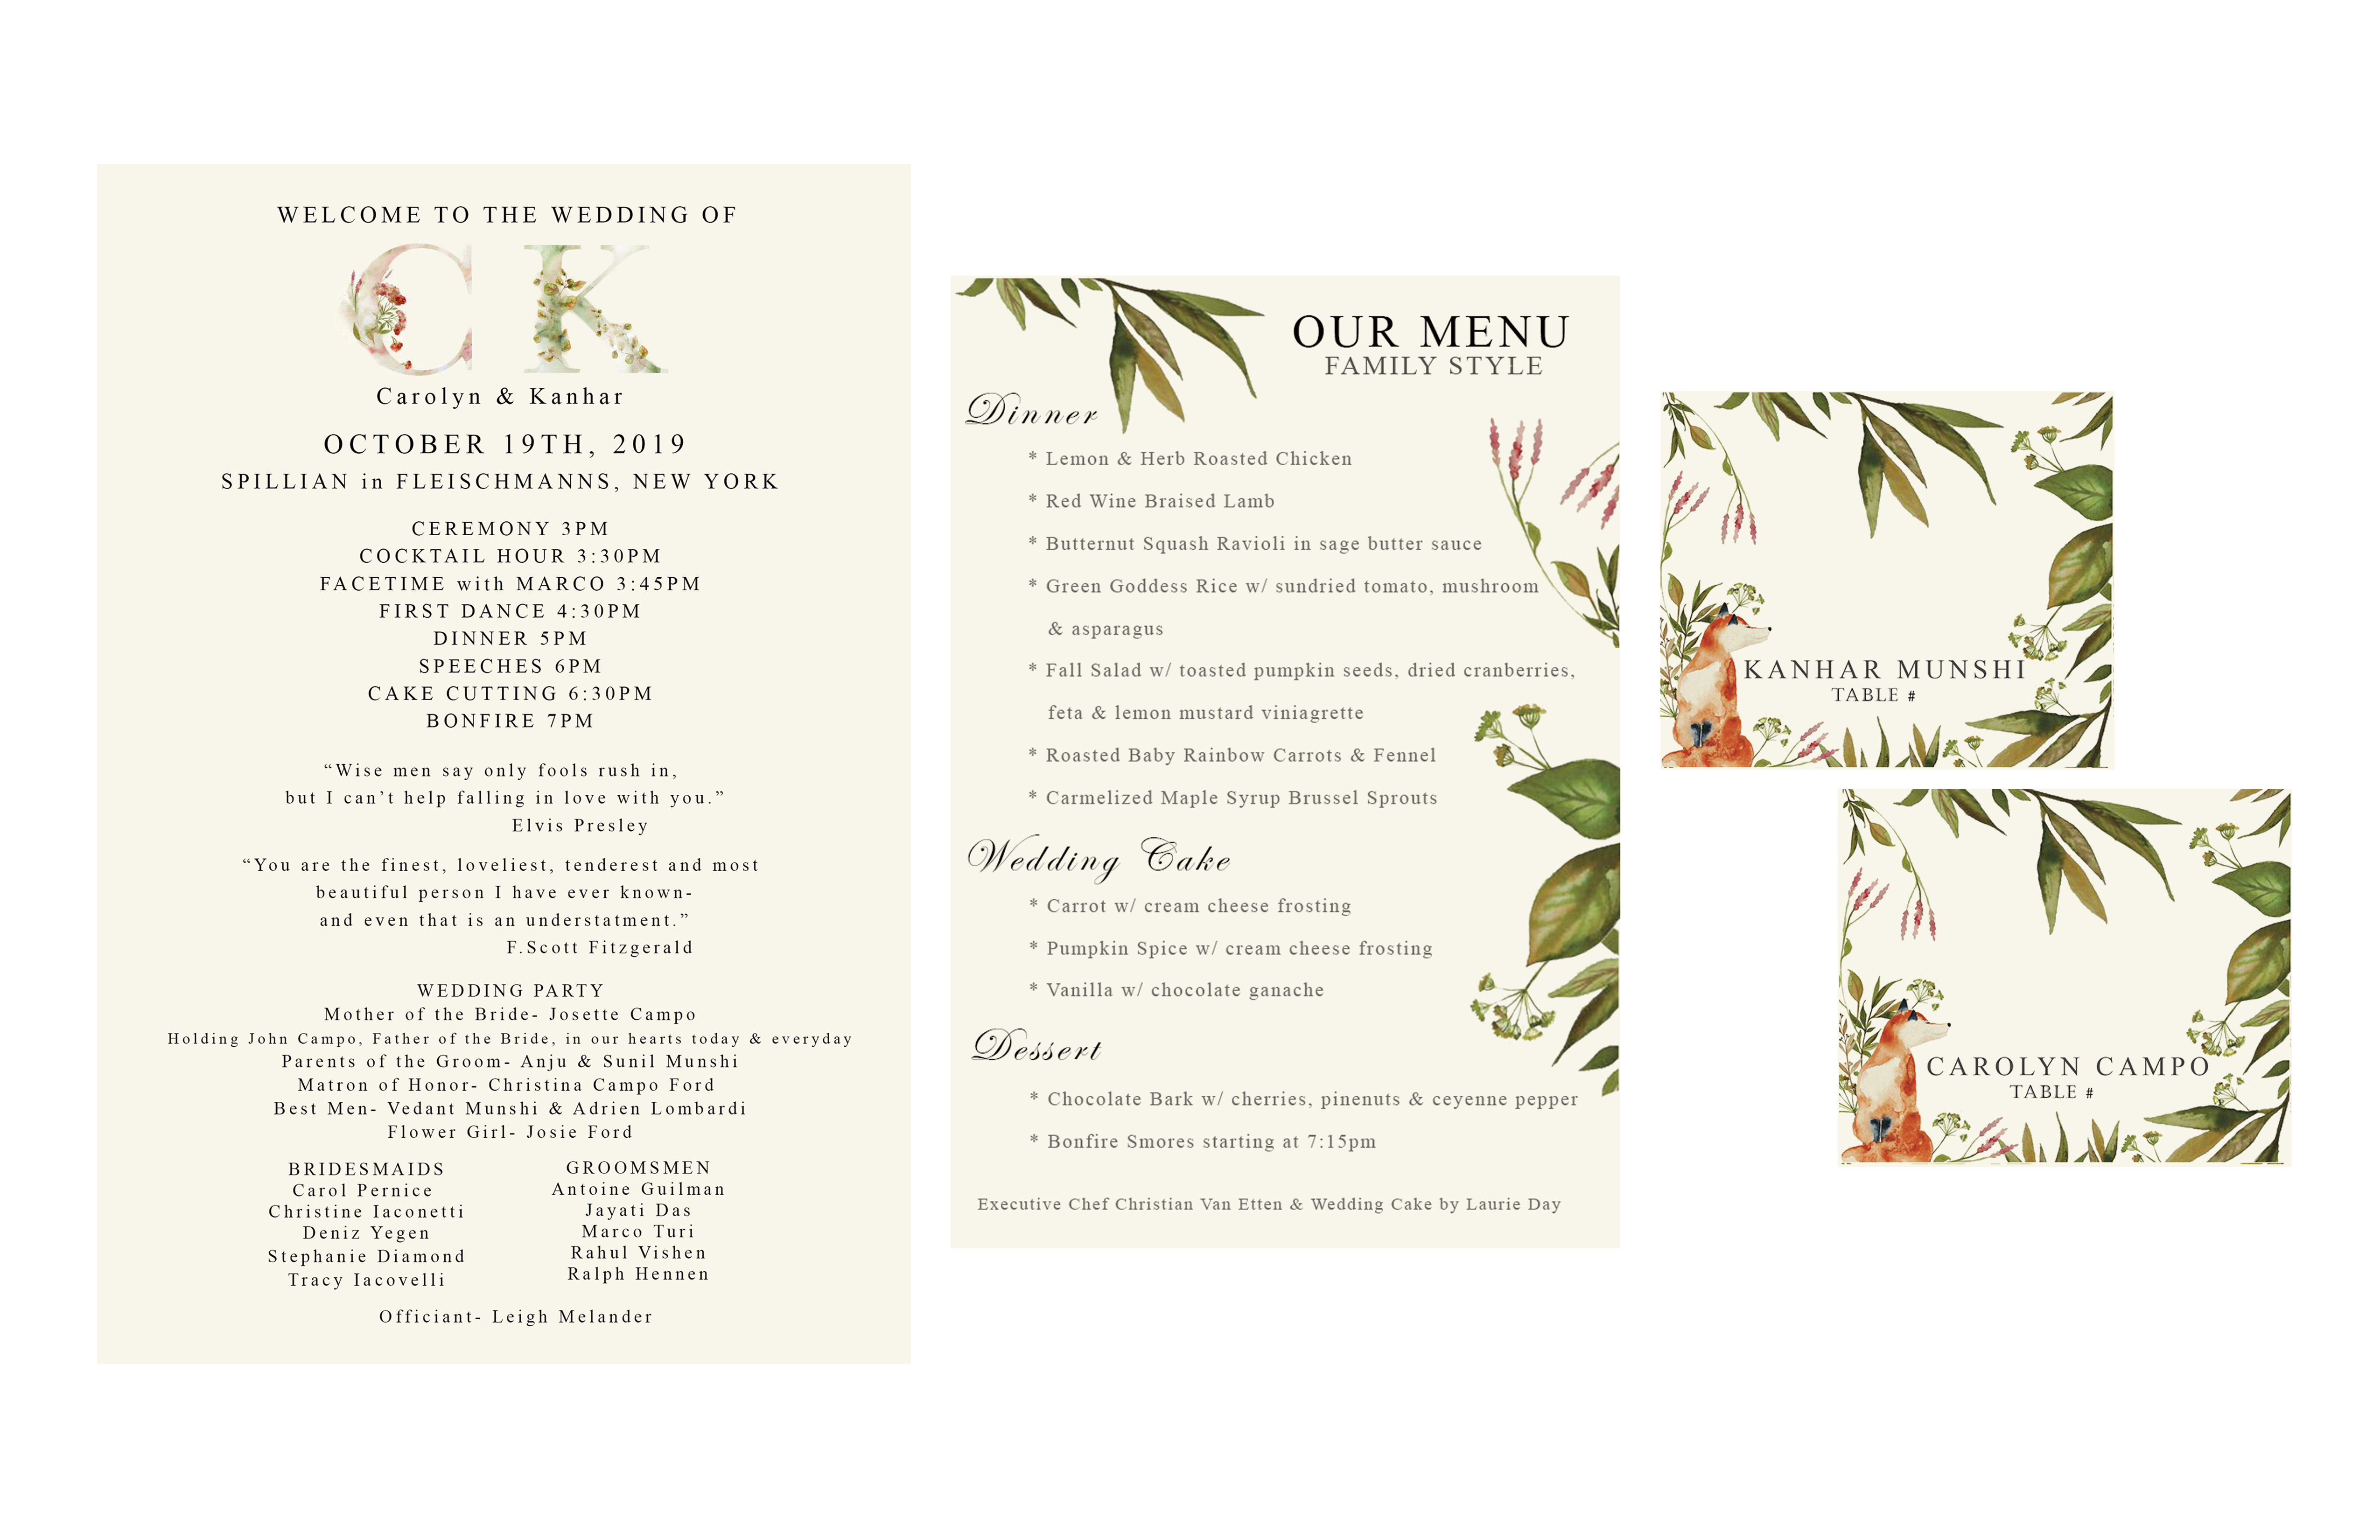 WELCOME TO THE WEDDING OF
C K
Carolyn & Kanhar
OCTOBER 19TH, 2019
SPILLIAN in FLEISCHMANNS, NEW YORK
CEREMONY 3PM
COCKTAIL HOUR 3:30PM
FACETIME with MARCO 3:45PM
FIRST DANCE 4:30PM
DINNER 5PM
SPEECHES 6PM
CAKE CUTTING 6:30PM
BONFIRE 7PM
“Wise men say only fools rush in,
but I can’t help falling in love with you.”
Elvis Presley
“You are the finest, loveliest, tenderest and most
beautiful person I have ever known-
and even that is an understatment.”
F.Scott Fitzgerald
WEDDING PARTY
Mother of the Bride- Josette Campo
Holding John Campo, Father of the Bride, in our hearts today & everyday
Parents of the Groom- Anju & Sunil Munshi
Matron of Honor- Christina Campo Ford
Best Men- Vedant Munshi & Adrien Lombardi
Flower Girl- Josie Ford
BRIDESMAIDS
Carol Pernice
Christine Iaconetti
Deniz Yegen
Stephanie Diamond
Tracy Iacovelli
GROOMSMEN
Antoine Guilman
Jayati Das
Marco Turi
Rahul Vishen
Ralph Hennen
Officiant- Leigh Melander
OUR MENU
FAMILY STYLE
Dinner
* Lemon & Herb Roasted Chicken
* Red Wine Braised Lamb
* Butternut Squash Ravioli in sage butter sauce
* Green Goddess Rice w/ sundried tomato, mushroom
& asparagus
* Fall Salad w/ toasted pumpkin seeds, dried cranberries,
feta & lemon mustard viniagrette
* Roasted Baby Rainbow Carrots & Fennel
* Carmelized Maple Syrup Brussel Sprouts
Wedding Cake
* Carrot w/ cream cheese frosting
* Pumpkin Spice w/ cream cheese frosting
* Vanilla w/ chocolate ganache
Dessert
* Chocolate Bark w/ cherries, pinenuts & ceyenne pepper
* Bonfire Smores starting at 7:15pm
Executive Chef Christian Van Etten & Wedding Cake by Laurie Day
KANHAR MUNSHI
TABLE #
CAROLYN CAMPO
TABLE #